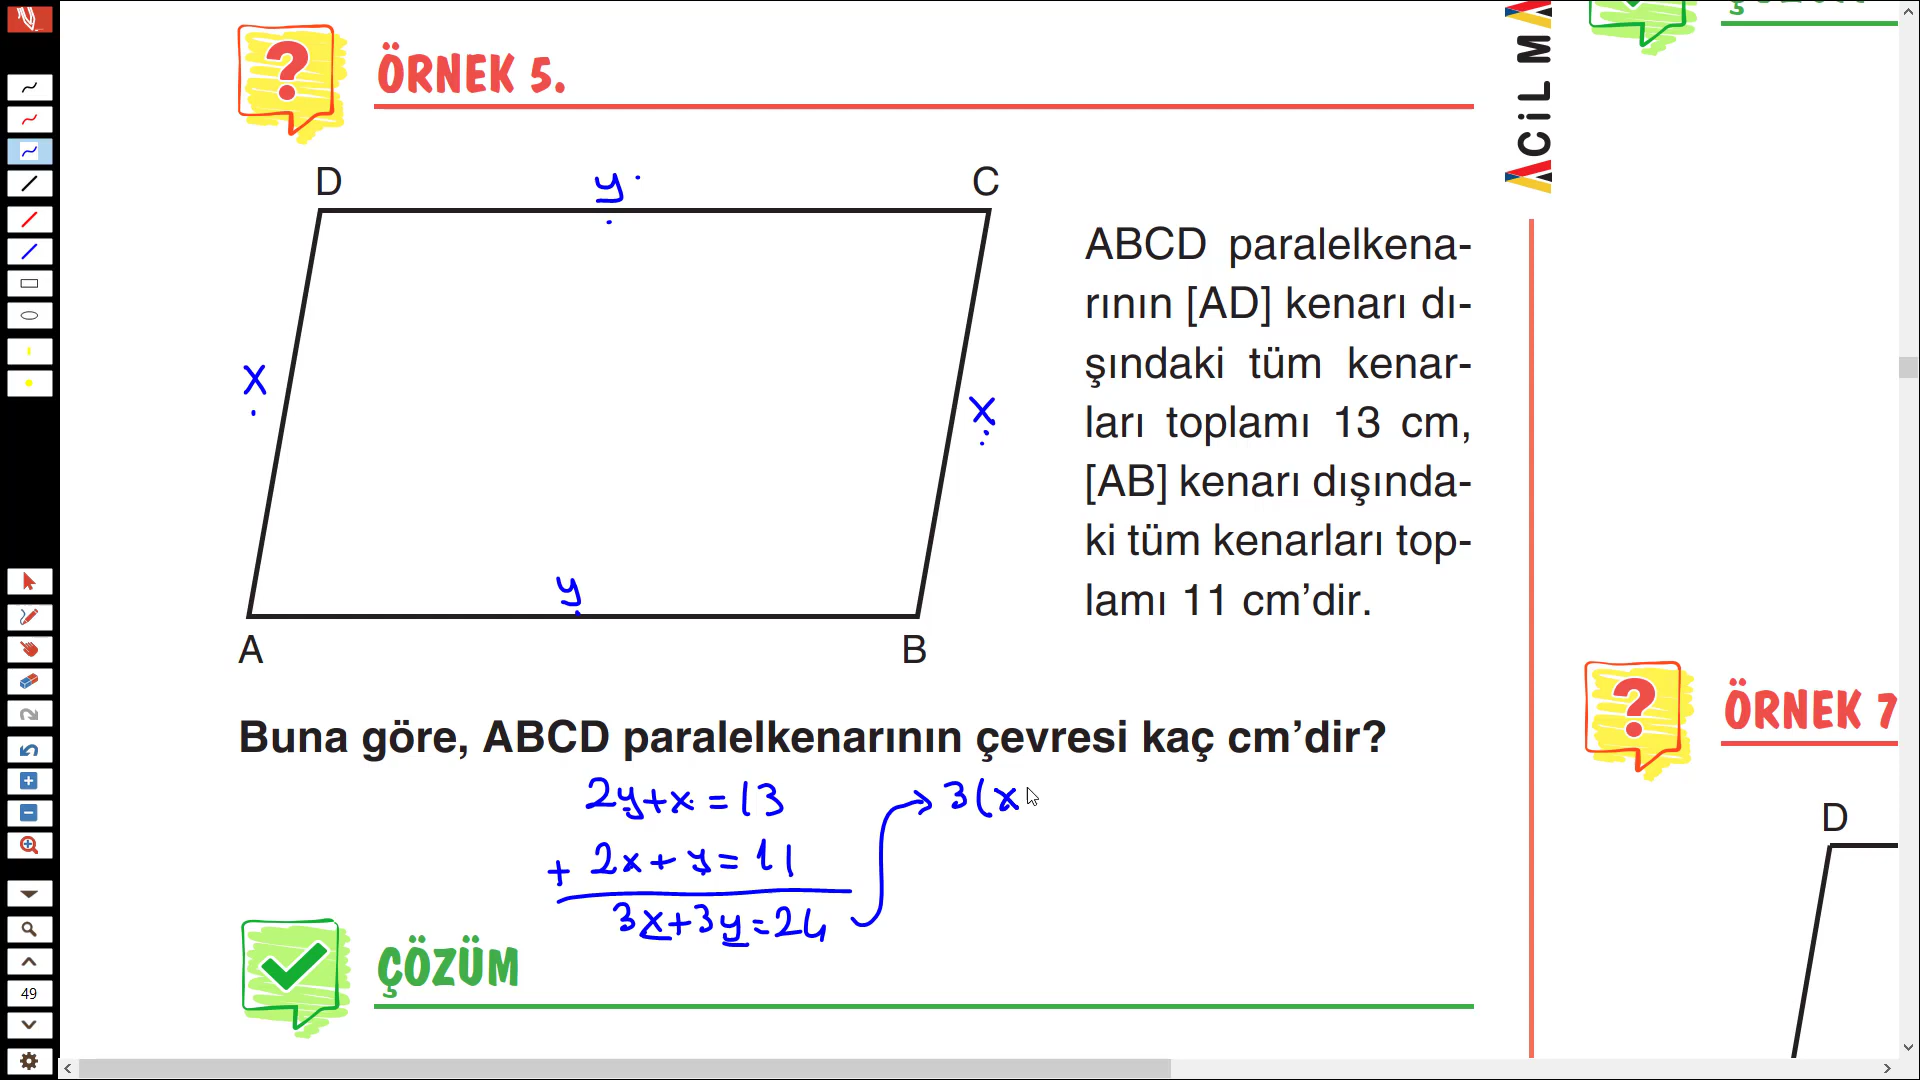 ÖRNEK 5.
D
y
C
x
x
y
A
B
ABCD paralelkena-
rının [AD] kenarı dı-
şındaki tüm kenar-
ları toplamı 13 cm,
[AB] kenarı dışında-
ki tüm kenarları top-
lamı 11 cm'dir.
Buna göre, ABCD paralelkenarının çevresi kaç cm'dir?
2y+x = 13
+ 2x + y = 11
3x+3y=24
3(x
ÇÖZÜM
ACiL M
ÖRNEK 7
D
49